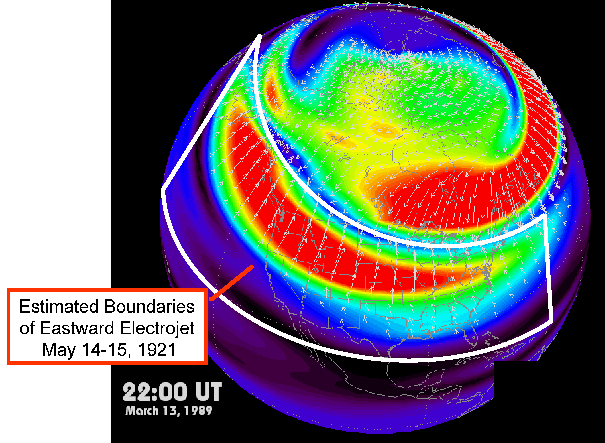 Estimated Boundaries
of Eastward Electrojet
May 14-15, 1921
22:00 UT
March 13, 1989